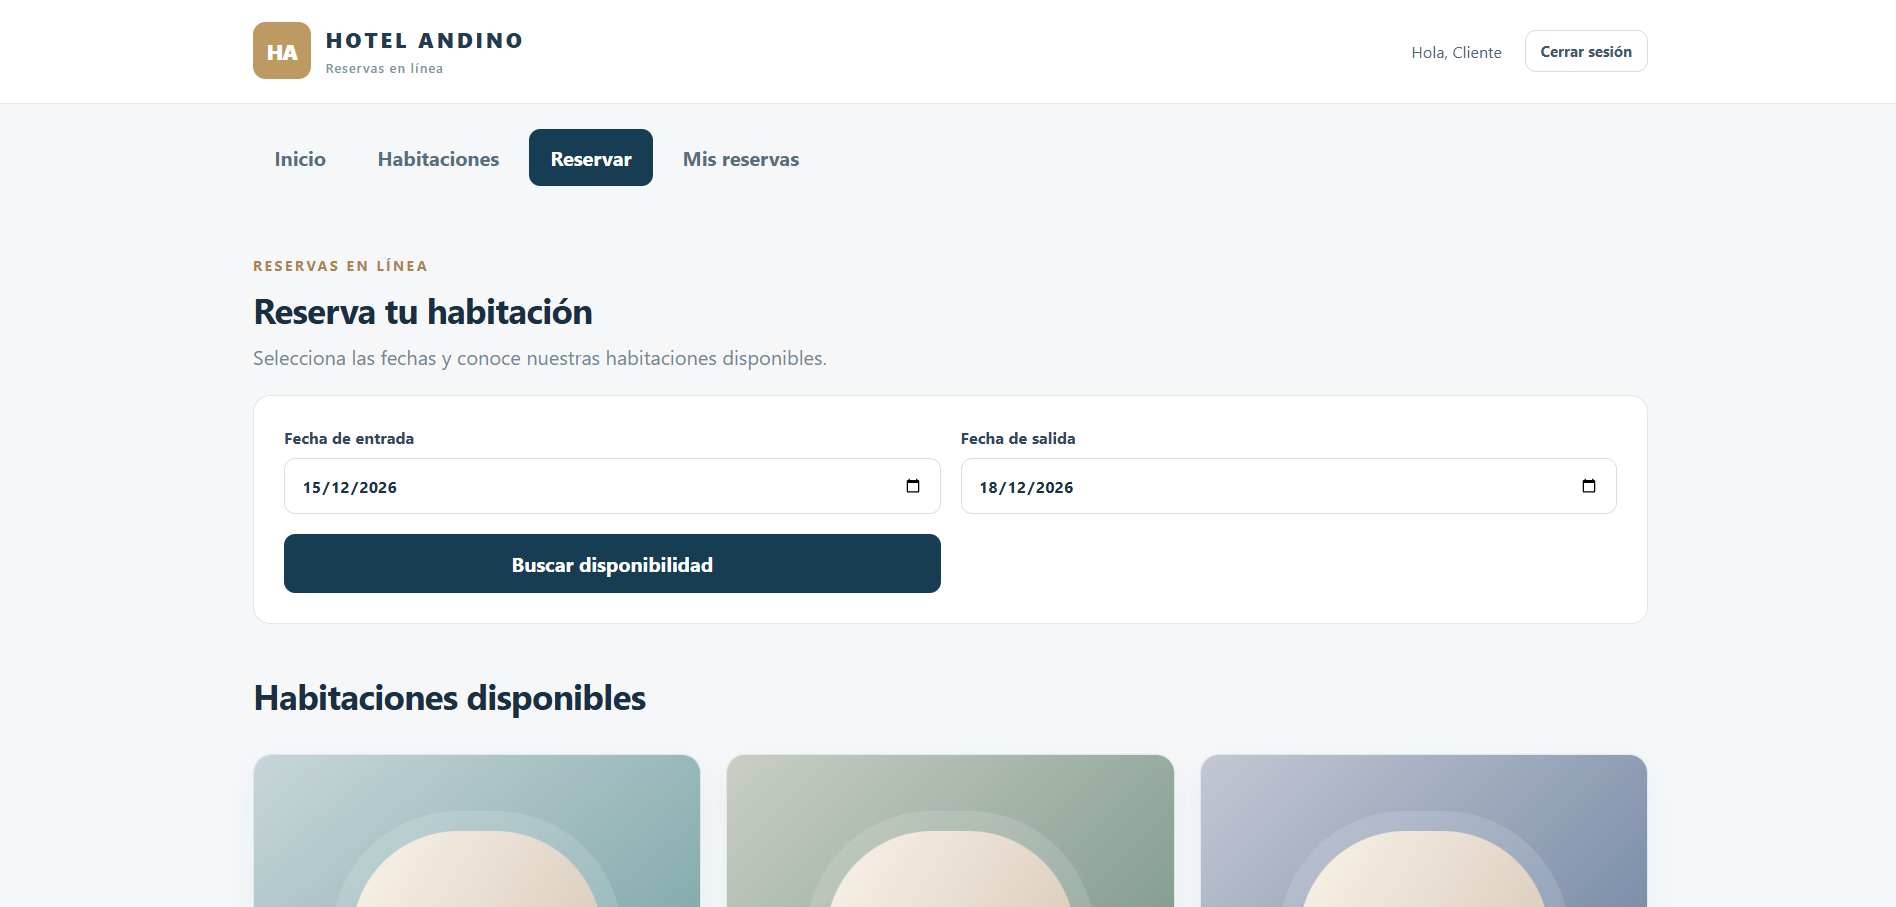 HA
HOTEL ANDINO
Reservas en línea
Hola, Cliente
Cerrar sesión
Inicio
Habitaciones
Reservar
Mis reservas
RESERVAS EN LÍNEA
Reserva tu habitación
Selecciona las fechas y conoce nuestras habitaciones disponibles.
Fecha de entrada
Fecha de salida
15/12/2026
18/12/2026
Buscar disponibilidad
Habitaciones disponibles